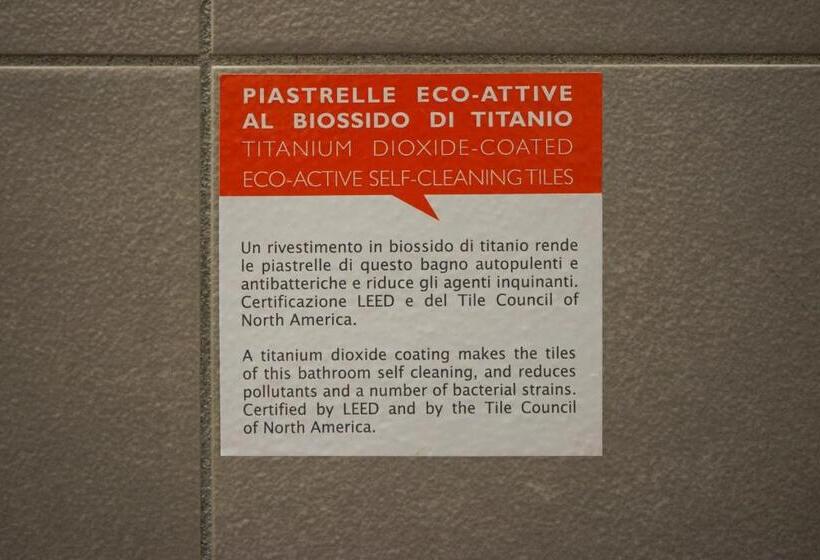 PIASTRELLE ECO-ATTIVE
AL BIOSSIDO DI TITANIO
TITANIUM DIOXIDE-COATED
ECO-ACTIVE SELF-CLEANING TILES
Un rivestimento in biossido di titanio rende
le piastrelle di questo bagno autopulenti e
antibatteriche e riduce gli agenti inquinanti.
Certificazione LEED e del Tile Council of
North America.
A titanium dioxide coating makes the tiles
of this bathroom self cleaning, and reduces
pollutants and a number of bacterial strains.
Certified by LEED and by the Tile Council
of North America.